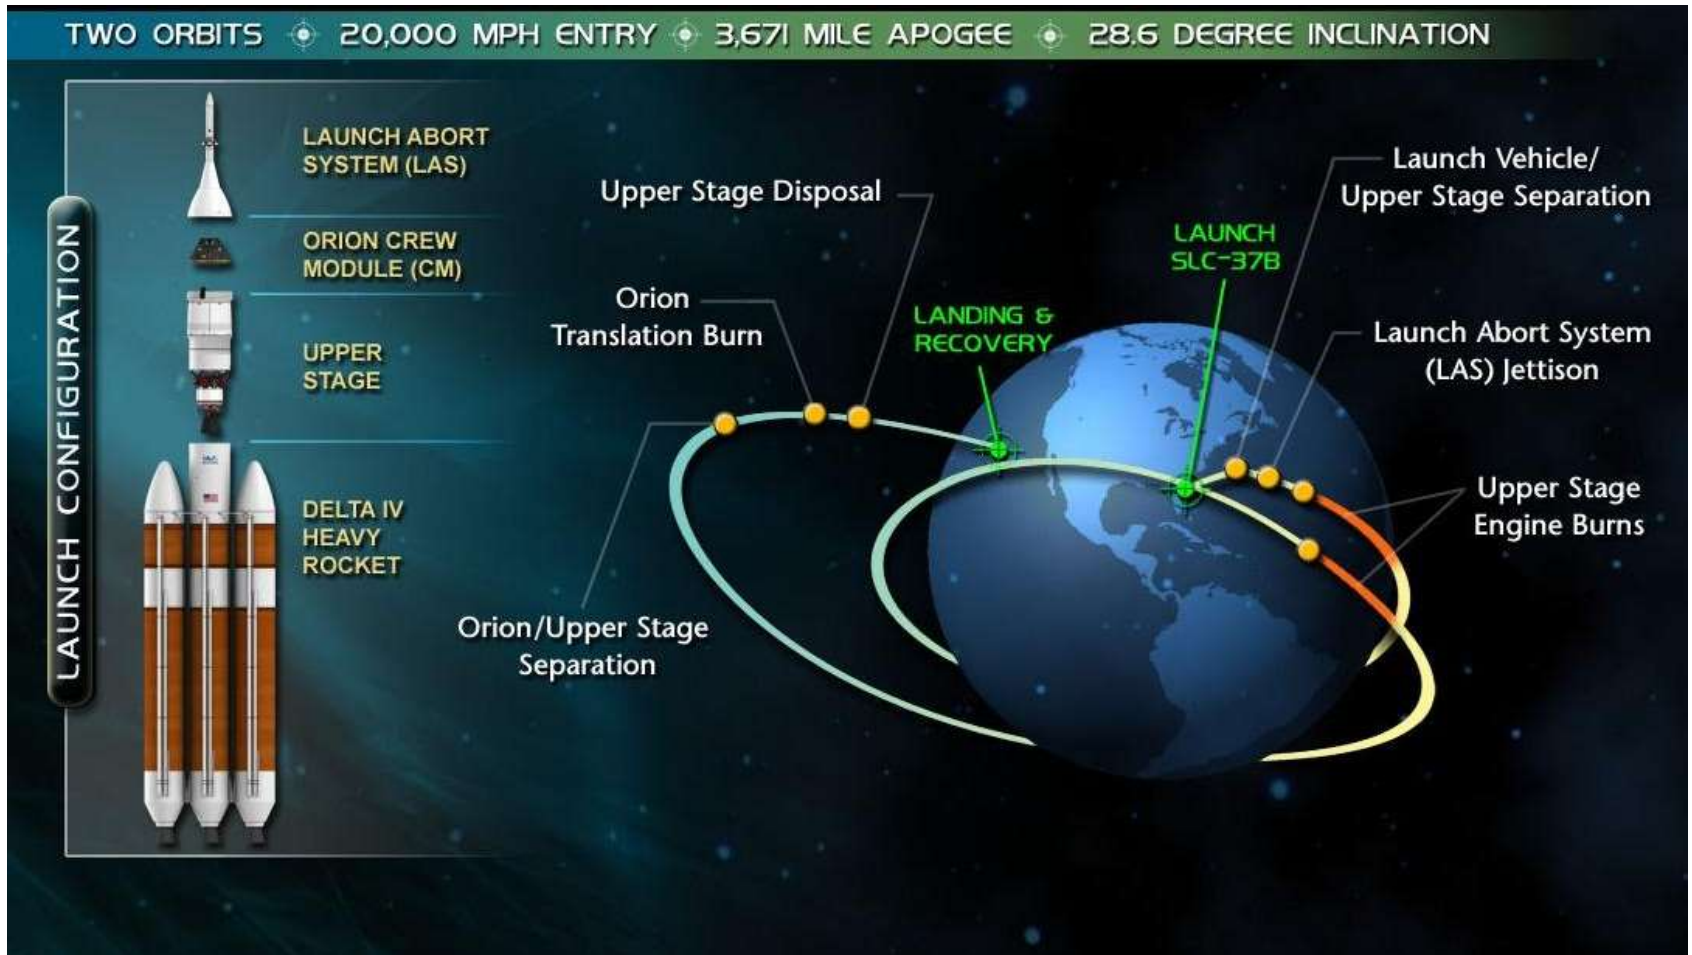 TWO ORBITS 20,000 MPH ENTRY 3,671 MILE APOGEE 28.6 DEGREE INCLINATION
LAUNCH CONFIGURATION
LAUNCH ABORT
SYSTEM (LAS)
ORION CREW
MODULE (CM)
UPPER
STAGE
DELTA IV
HEAVY
ROCKET
Upper Stage Disposal
Orion
Translation Burn
Orion/Upper Stage
Separation
LANDING &
RECOVERY
LAUNCH
SLC-37B
Launch Vehicle/
Upper Stage Separation
Launch Abort System
(LAS) Jettison
Upper Stage
Engine Burns